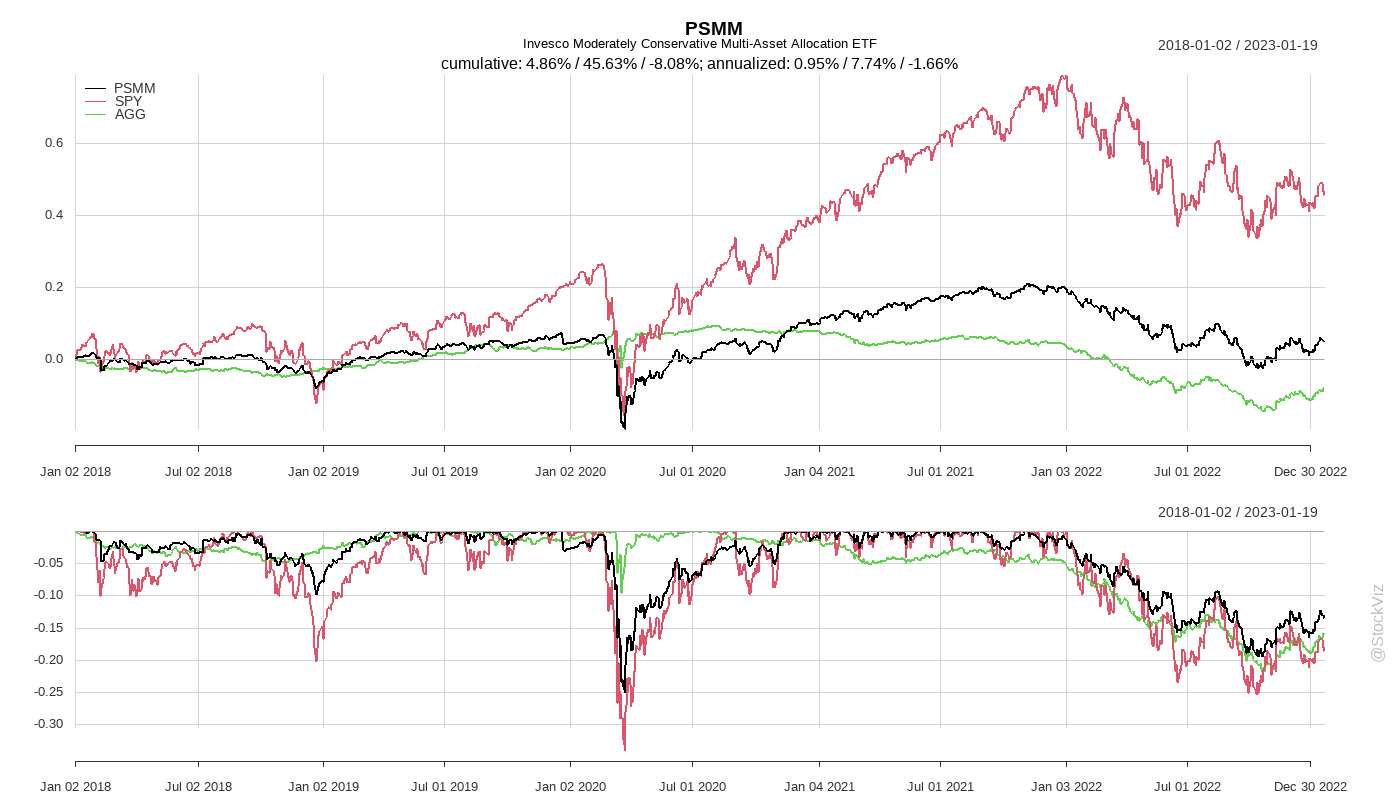 PSMM
Invesco Moderately Conservative Multi-Asset Allocation ETF
2018-01-02 / 2023-01-19
cumulative: 4.86% / 45.63% / -8.08%; annualized: 0.95% / 7.74% / -1.66%
PSMM
SPY
AGG
0.6
0.4
0.2
0.0
Jan 02 2018 Jul 02 2018 Jan 02 2019 Jul 01 2019 Jan 02 2020 Jul 01 2020 Jan 04 2021 Jul 01 2021 Jan 03 2022 Jul 01 2022 Dec 30 2022
2018-01-02 / 2023-01-19
-0.05
-0.10
-0.15
-0.20
-0.25
-0.30
Jan 02 2018 Jul 02 2018 Jan 02 2019 Jul 01 2019 Jan 02 2020 Jul 01 2020 Jan 04 2021 Jul 01 2021 Jan 03 2022 Jul 01 2022 Dec 30 2022
@StockViz